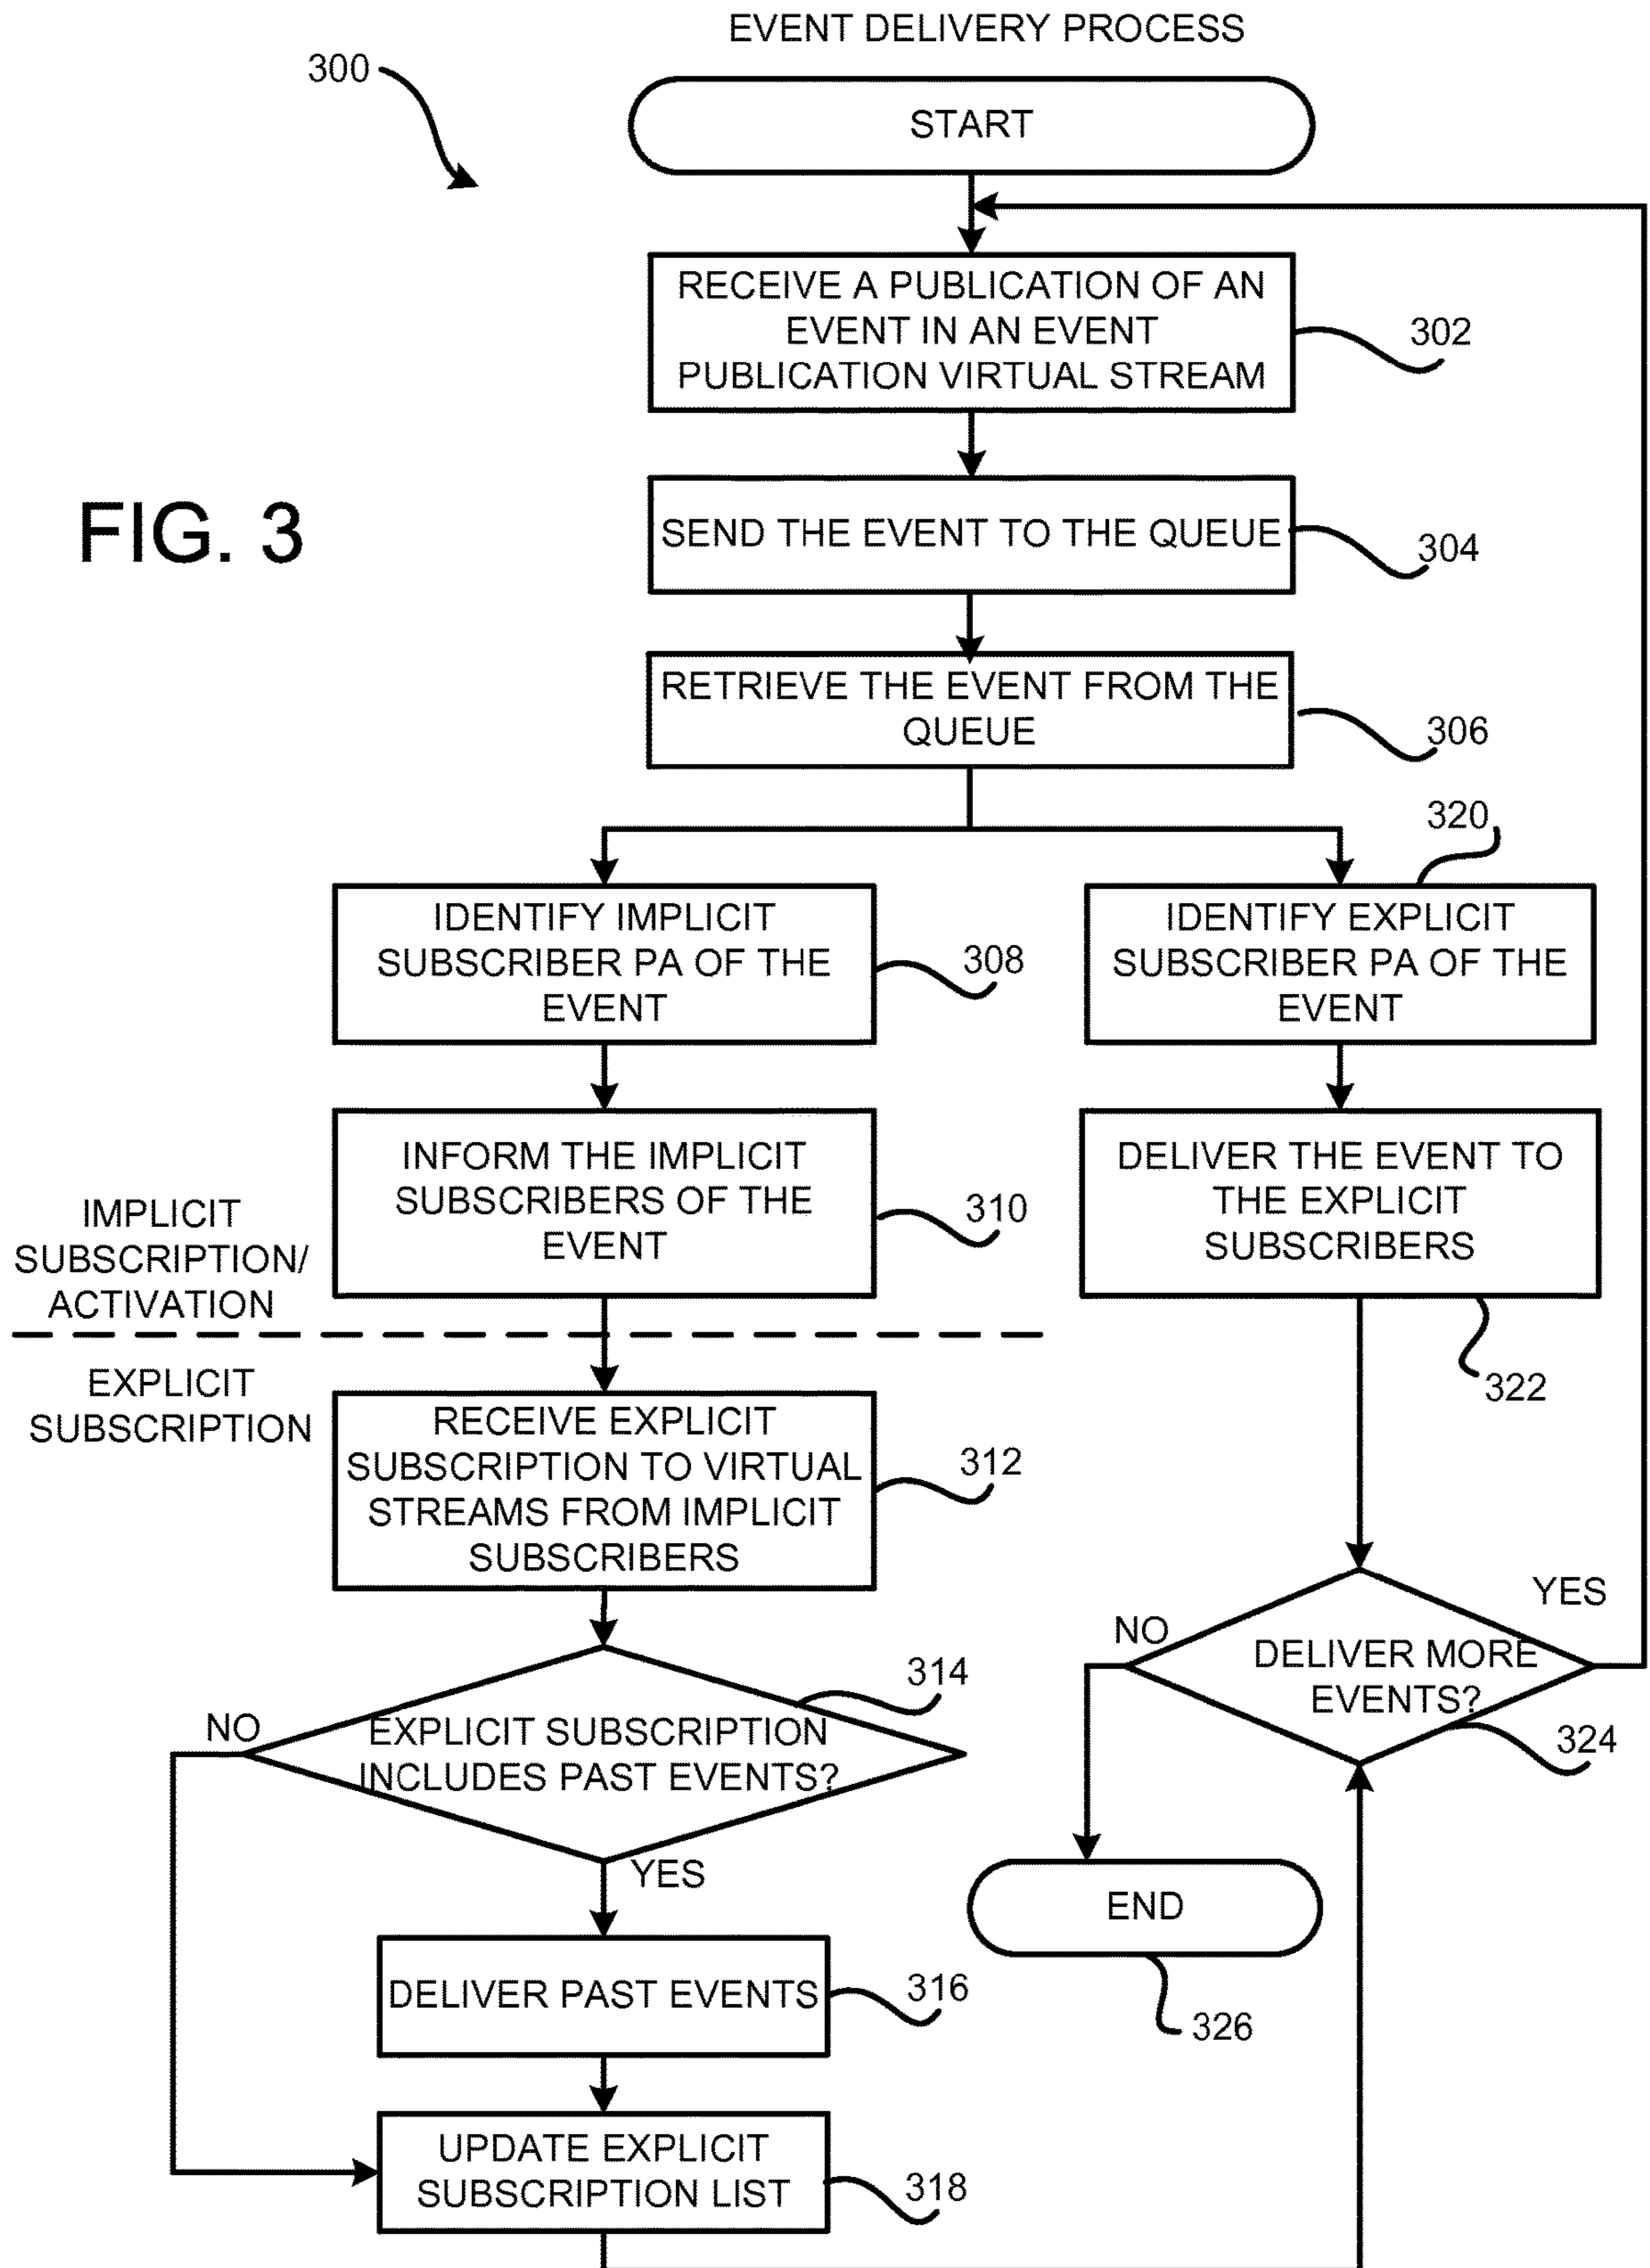 EVENT DELIVERY PROCESS
300
START
RECEIVE A PUBLICATION OF AN
EVENT IN AN EVENT
PUBLICATION VIRTUAL STREAM
302
FIG. 3
SEND THE EVENT TO THE QUEUE
304
RETRIEVE THE EVENT FROM THE
QUEUE
306
320
IDENTIFY IMPLICIT
SUBSCRIBER PA OF THE
EVENT
308
IDENTIFY EXPLICIT
SUBSCRIBER PA OF THE
EVENT
INFORM THE IMPLICIT
SUBSCRIBERS OF THE
EVENT
310
DELIVER THE EVENT TO
THE EXPLICIT
SUBSCRIBERS
322
IMPLICIT
SUBSCRIPTION/
ACTIVATION
EXPLICIT
SUBSCRIPTION
RECEIVE EXPLICIT
SUBSCRIPTION TO VIRTUAL
STREAMS FROM IMPLICIT
SUBSCRIBERS
312
NO
YES
DELIVER MORE
EVENTS?
324
314
NO
EXPLICIT SUBSCRIPTION
INCLUDES PAST EVENTS?
YES
END
326
DELIVER PAST EVENTS
316
UPDATE EXPLICIT
SUBSCRIPTION LIST
318